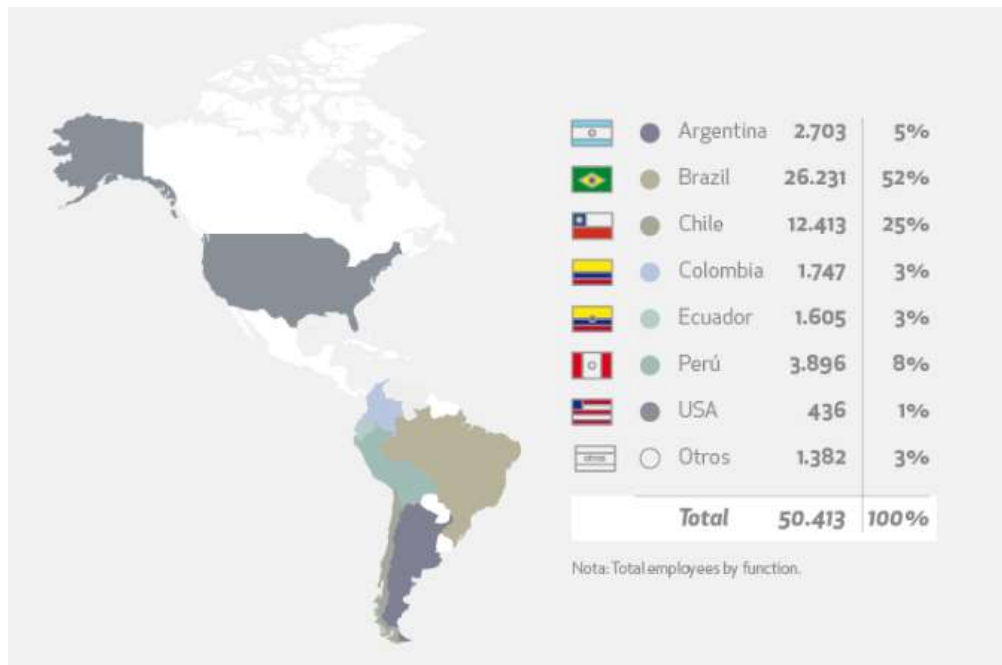 Argentina 2.703 5%
Brazil 26.231 52%
Chile 12.413 25%
Colombia 1.747 3%
Ecuador 1.605 3%
Perú 3.896 8%
USA 436 1%
otros Otros 1.382 3%
Total 50.413 100%
Nota: Total employees by function.